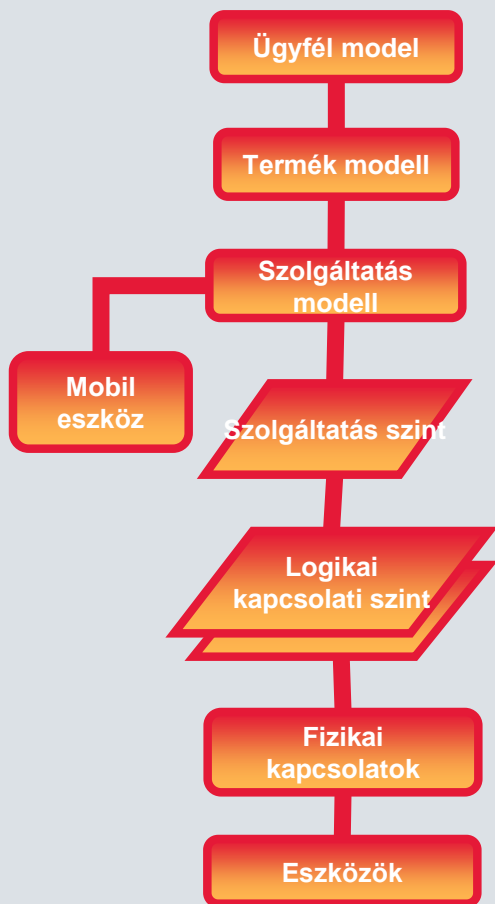 Ügyfél model
Termék modell
Szolgáltatás
modell
Mobil
eszköz
Szolgáltatás szint
Logikai
kapcsolati szint
Fizikai
kapcsolatok
Eszközök